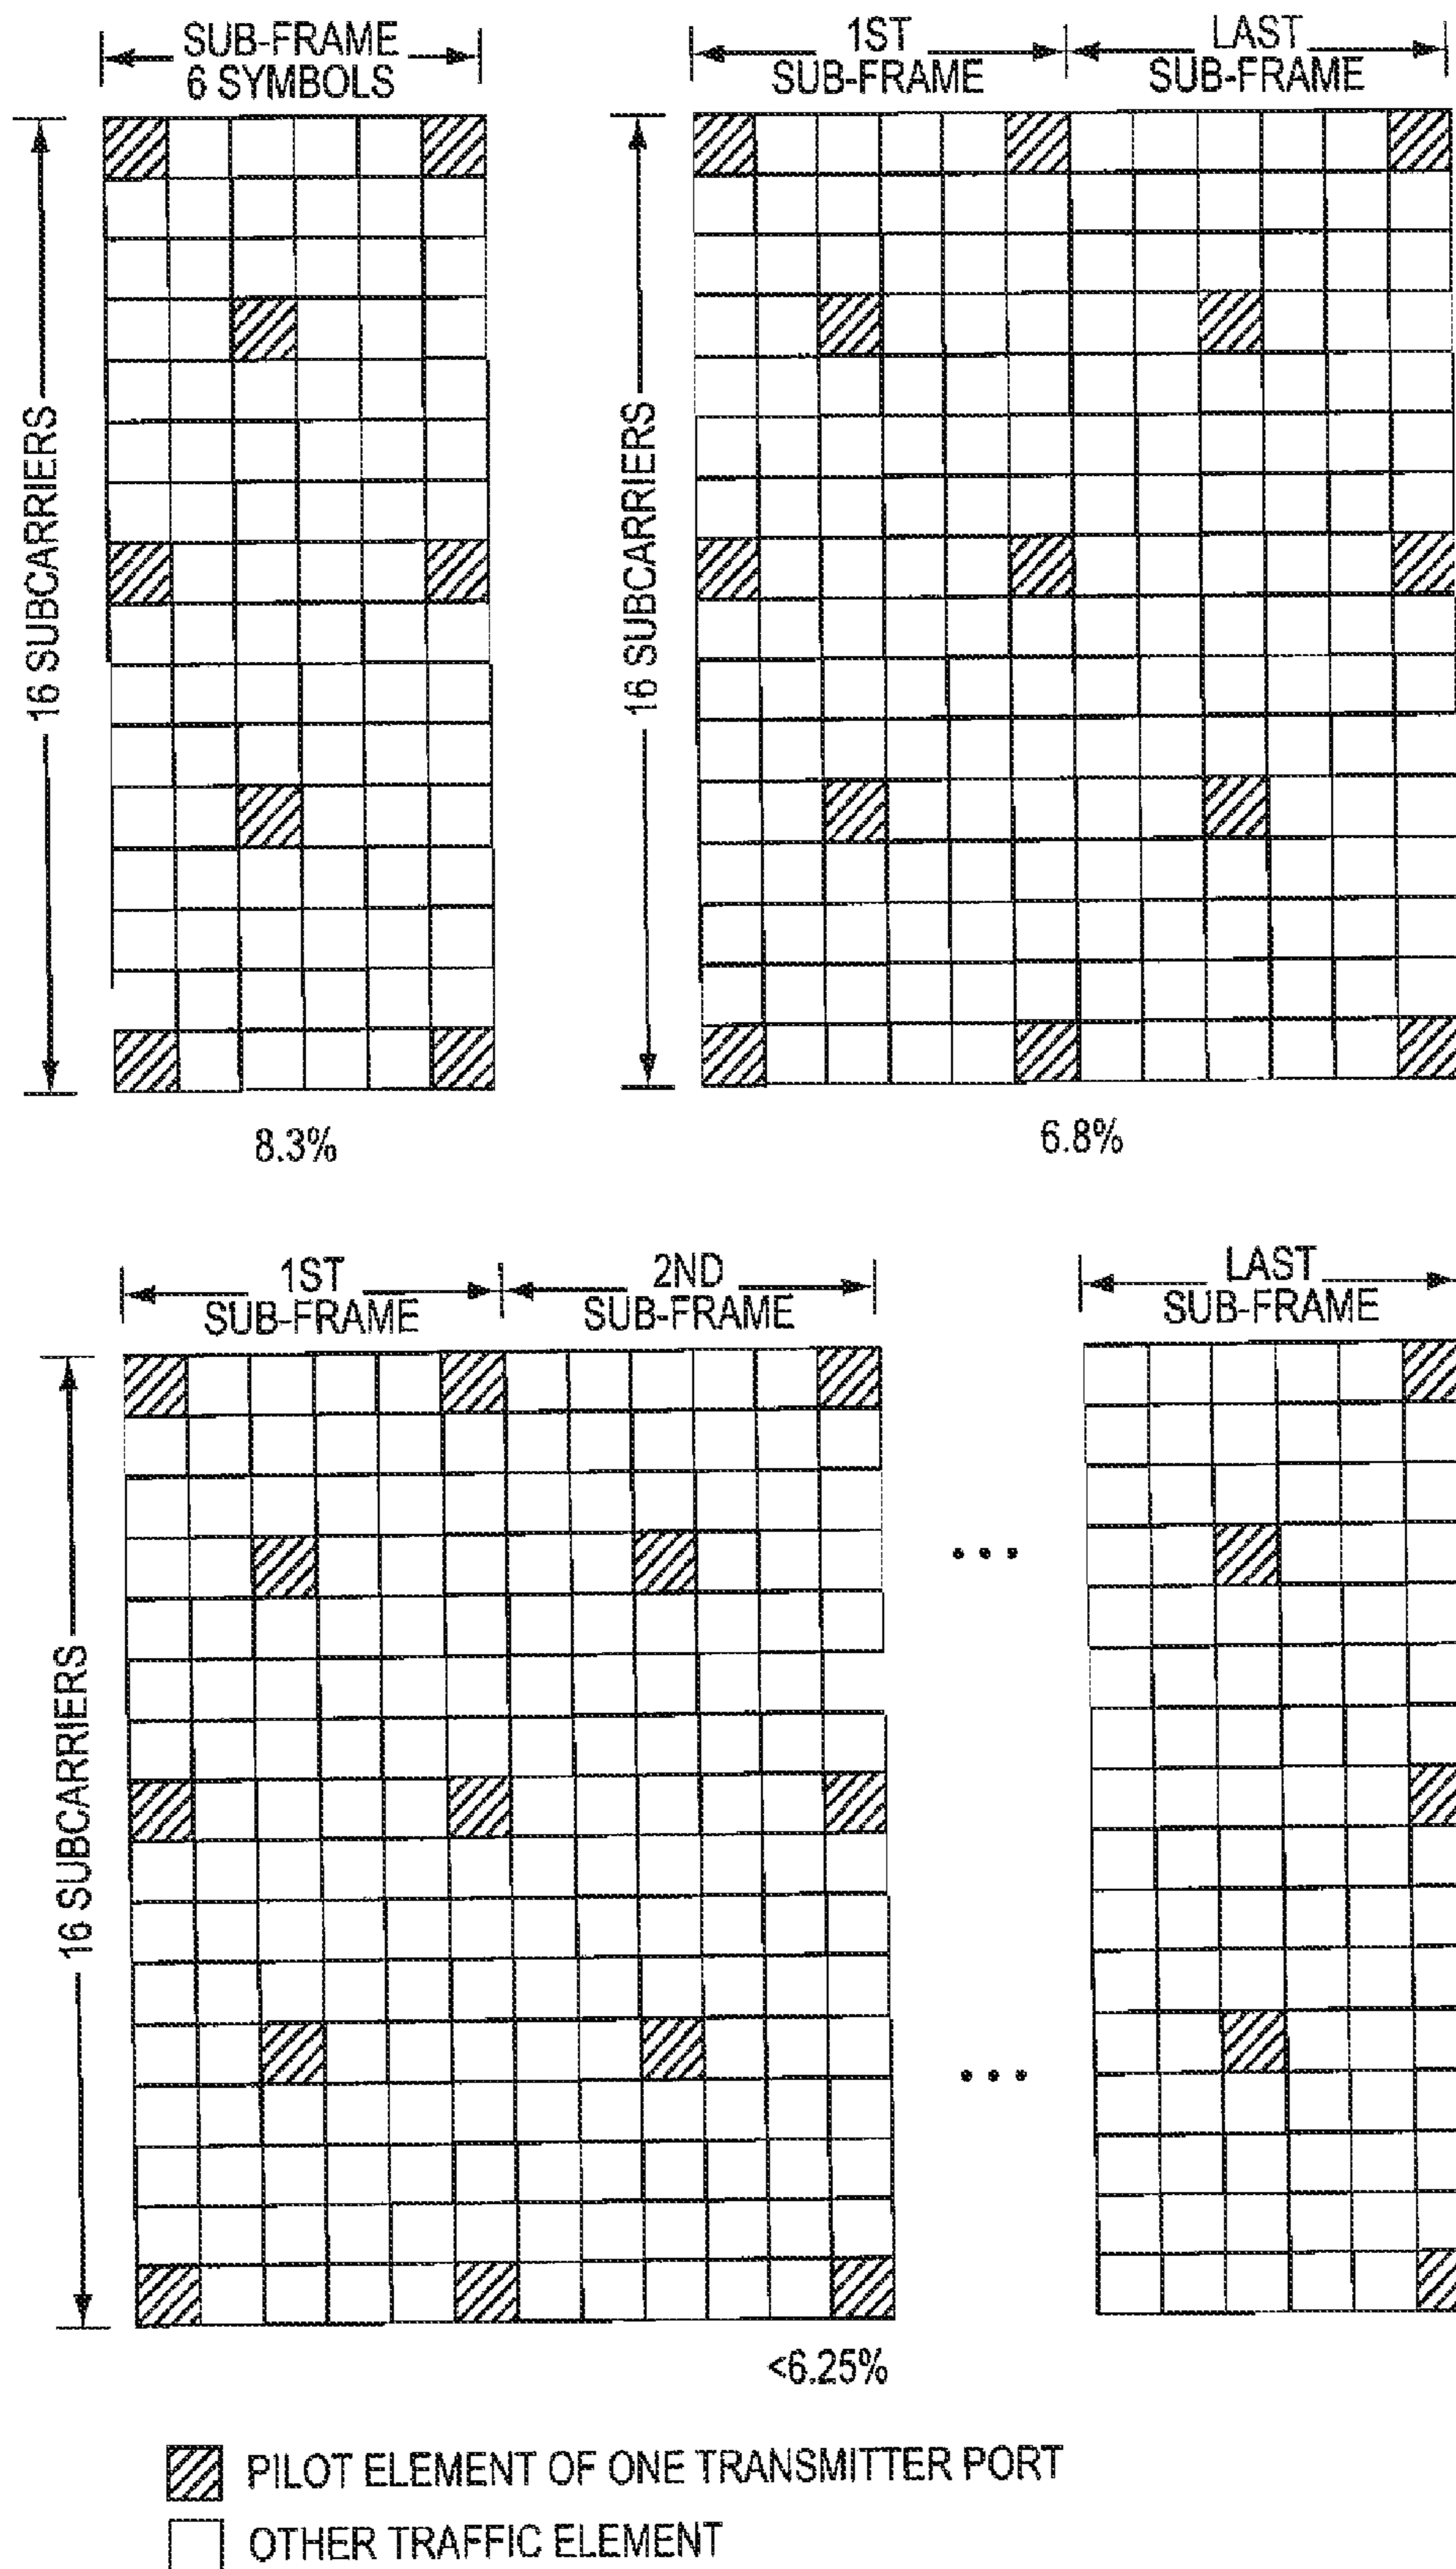 SUB-FRAME
6 SYMBOLS
1ST
SUB-FRAME
LAST
SUB-FRAME
16 SUBCARRIERS
16 SUBCARRIERS
8.3%
6.8%
1ST
SUB-FRAME
2ND
SUB-FRAME
LAST
SUB-FRAME
16 SUBCARRIERS
<6.25%
PILOT ELEMENT OF ONE TRANSMITTER PORT
OTHER TRAFFIC ELEMENT